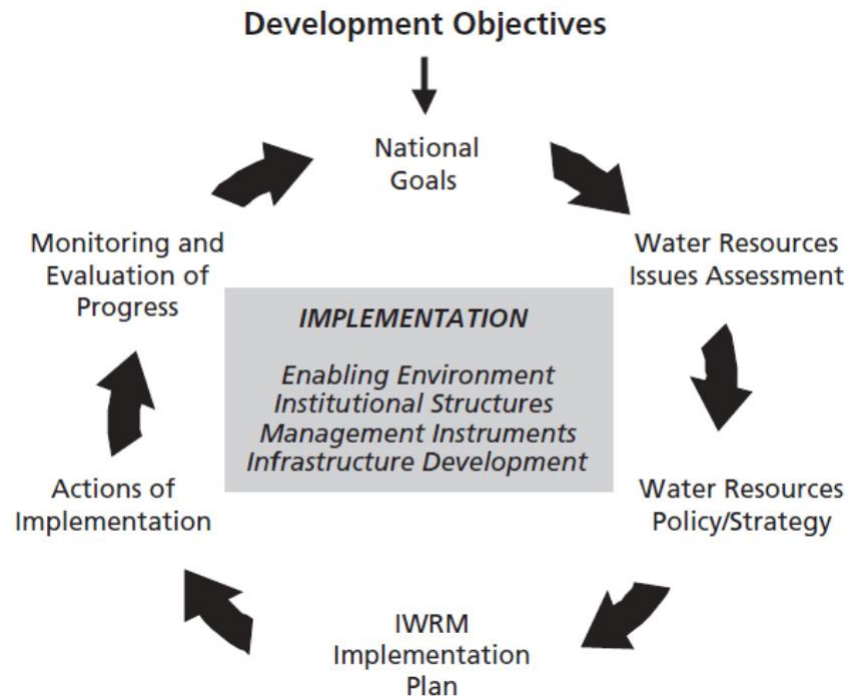 Development Objectives
National
Goals
Water Resources
Issues Assessment
Water Resources
Policy/Strategy
IWRM
Implementation
Plan
Actions of
Implementation
Monitoring and
Evaluation of
Progress
IMPLEMENTATION
Enabling Environment
Institutional Structures
Management Instruments
Infrastructure Development